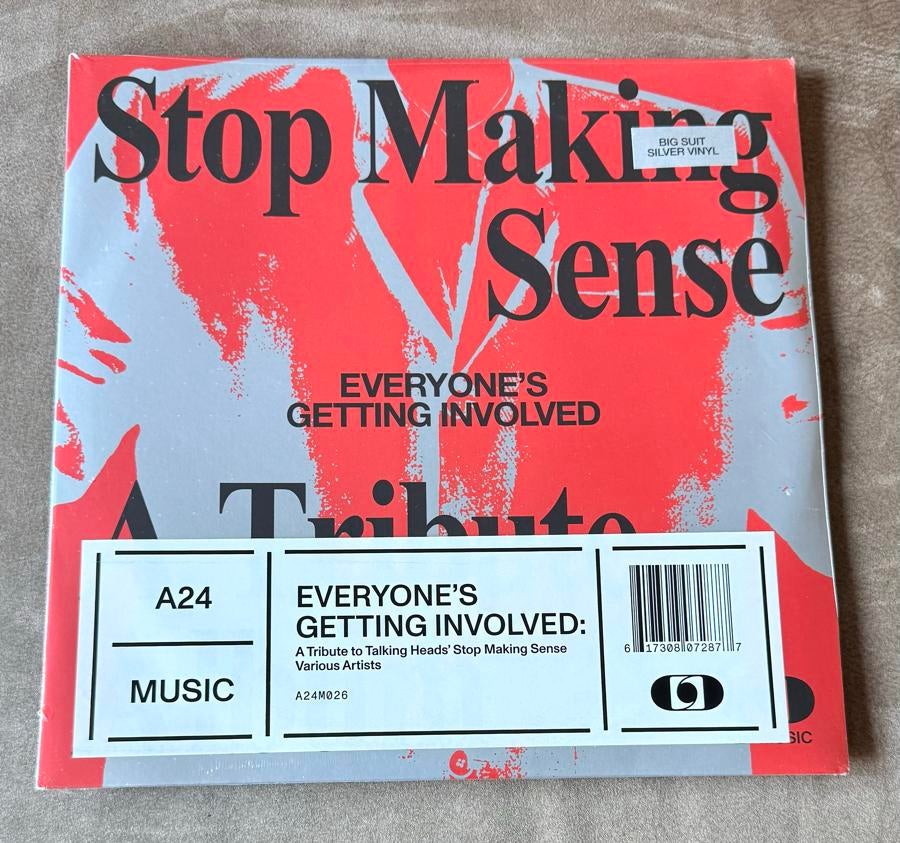 Stop Making
BIG SUIT
SILVER VINYL
Sense
EVERYONE'S
GETTING INVOLVED
A Tribute
A24
MUSIC
EVERYONE'S
GETTING INVOLVED:
A Tribute to Talking Heads' Stop Making Sense
Various Artists
A24M026
6 17308 07287 7